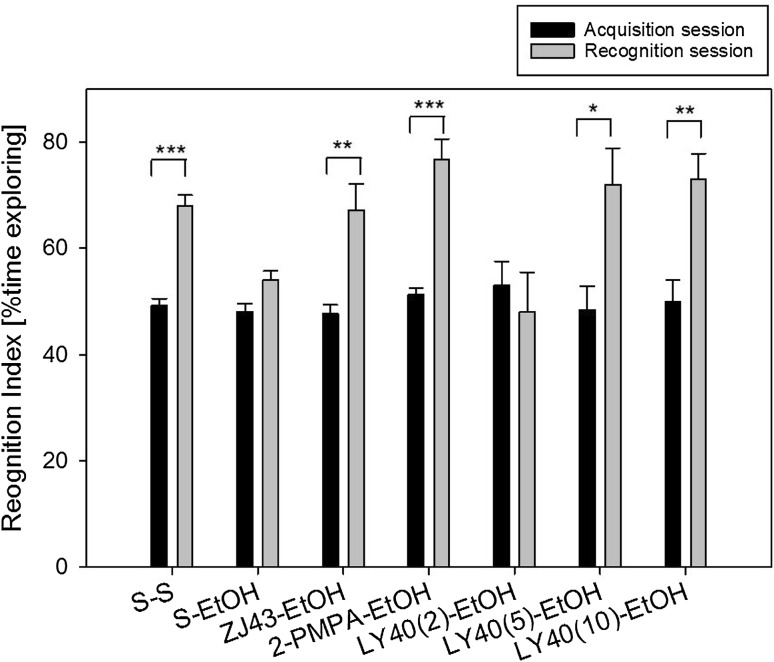 Acquisition session
Recognition session
Reognition Index [%time exploring]
80
60
40
20
0
***
**
***
*
**
S-S
S-EtOH
ZJ43-EtOH
2-PMPA-EtOH
LY40(2)-EtOH
LY40(5)-EtOH
LY40(10)-EtOH